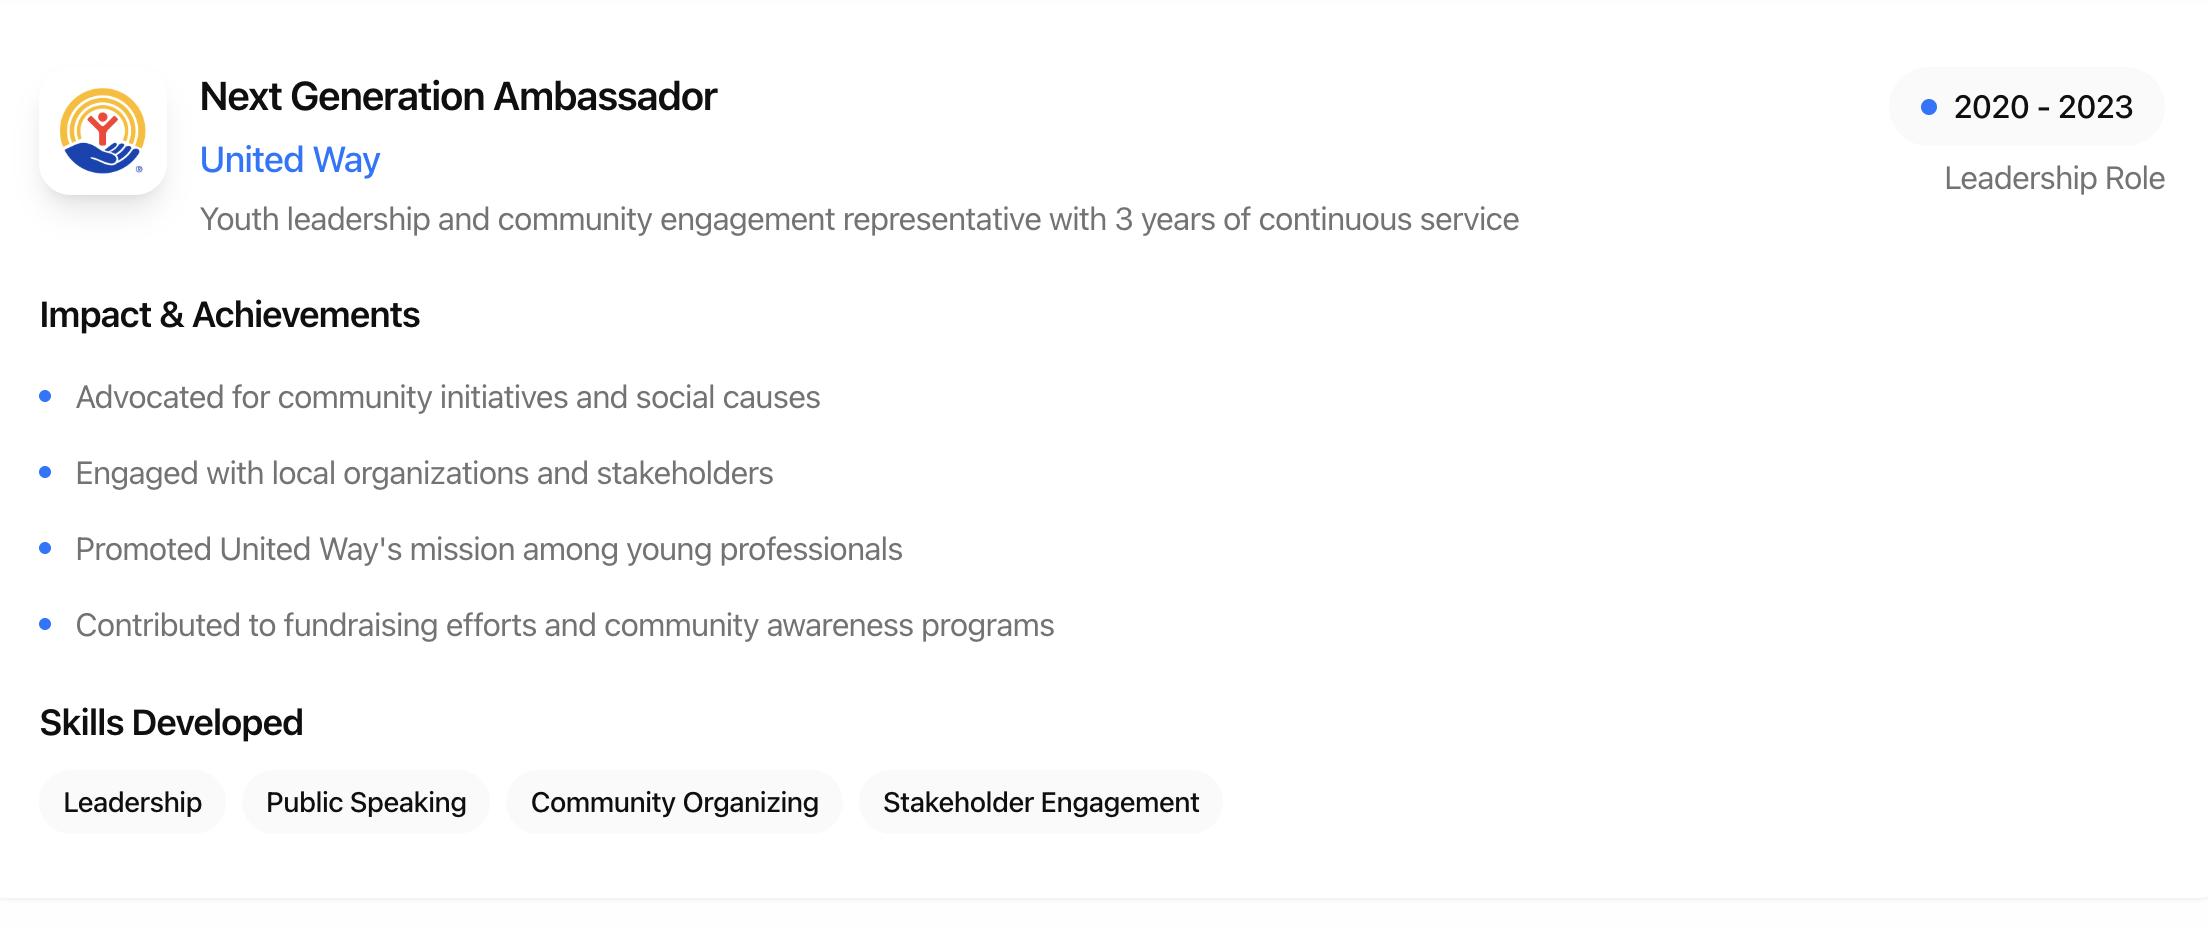 Next Generation Ambassador
United Way
Youth leadership and community engagement representative with 3 years of continuous service
2020 - 2023
Leadership Role
Impact & Achievements
Advocated for community initiatives and social causes
Engaged with local organizations and stakeholders
Promoted United Way's mission among young professionals
Contributed to fundraising efforts and community awareness programs
Skills Developed
Leadership
Public Speaking
Community Organizing
Stakeholder Engagement